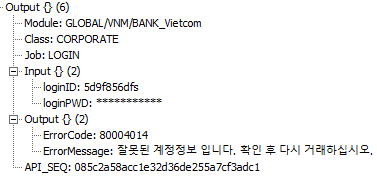 Output {} (6)
Module: GLOBAL/VNM/BANK_Vietcom
Class: CORPORATE
Job: LOGIN
Input {} (2)
loginID: 5d9f856dfs
loginPWD: ***********
Output {} (2)
ErrorCode: 80004014
ErrorMessage: 잘못된 계정정보 입니다. 확인 후 다시 거래하십시오.
API_SEQ: 085c2a58acc1e32d36de255a7cf3adc1